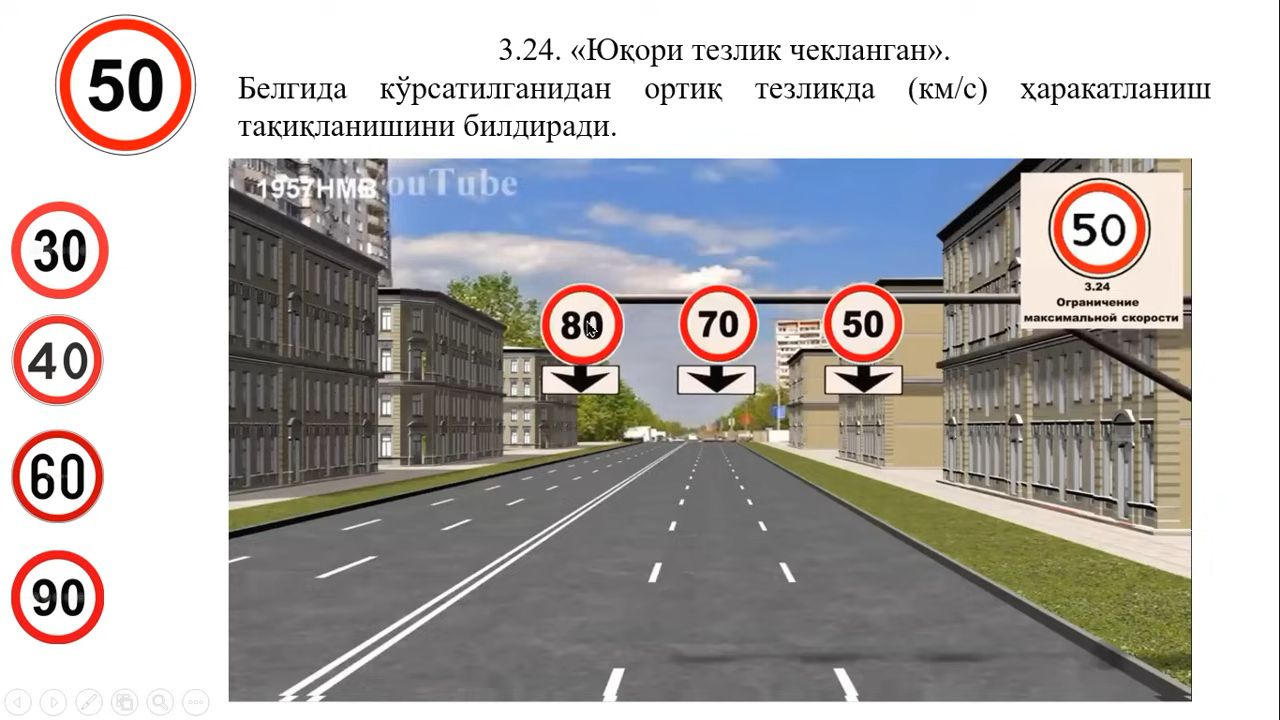 50
3.24. «Юқори тезлик чекланган».
Белгида кўрсатилганидан ортиқ тезликда (км/с) ҳаракатланиш
тақиқланишини билдиради.
30
40
60
90
1957НМВ
ouTube
80
70
50
50
3.24
Ограничение
максимальной скорости